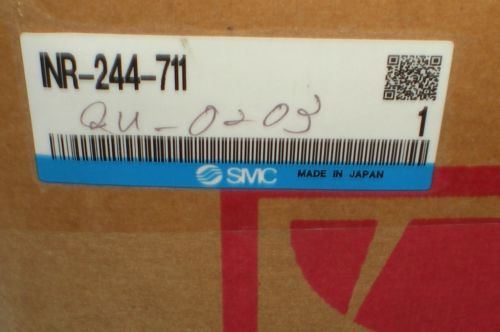 INR-244-711
QU-0203
1
SMC MADE IN JAPAN